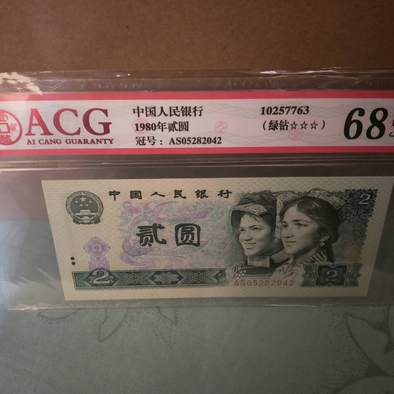 ACG
AI CANG GUARANTY
中国人民银行
1980年贰圆
冠号：AS05282042
10257763
（绿钻☆☆☆）
68
中国人民银行
2
贰圆
2
2
AS05282042